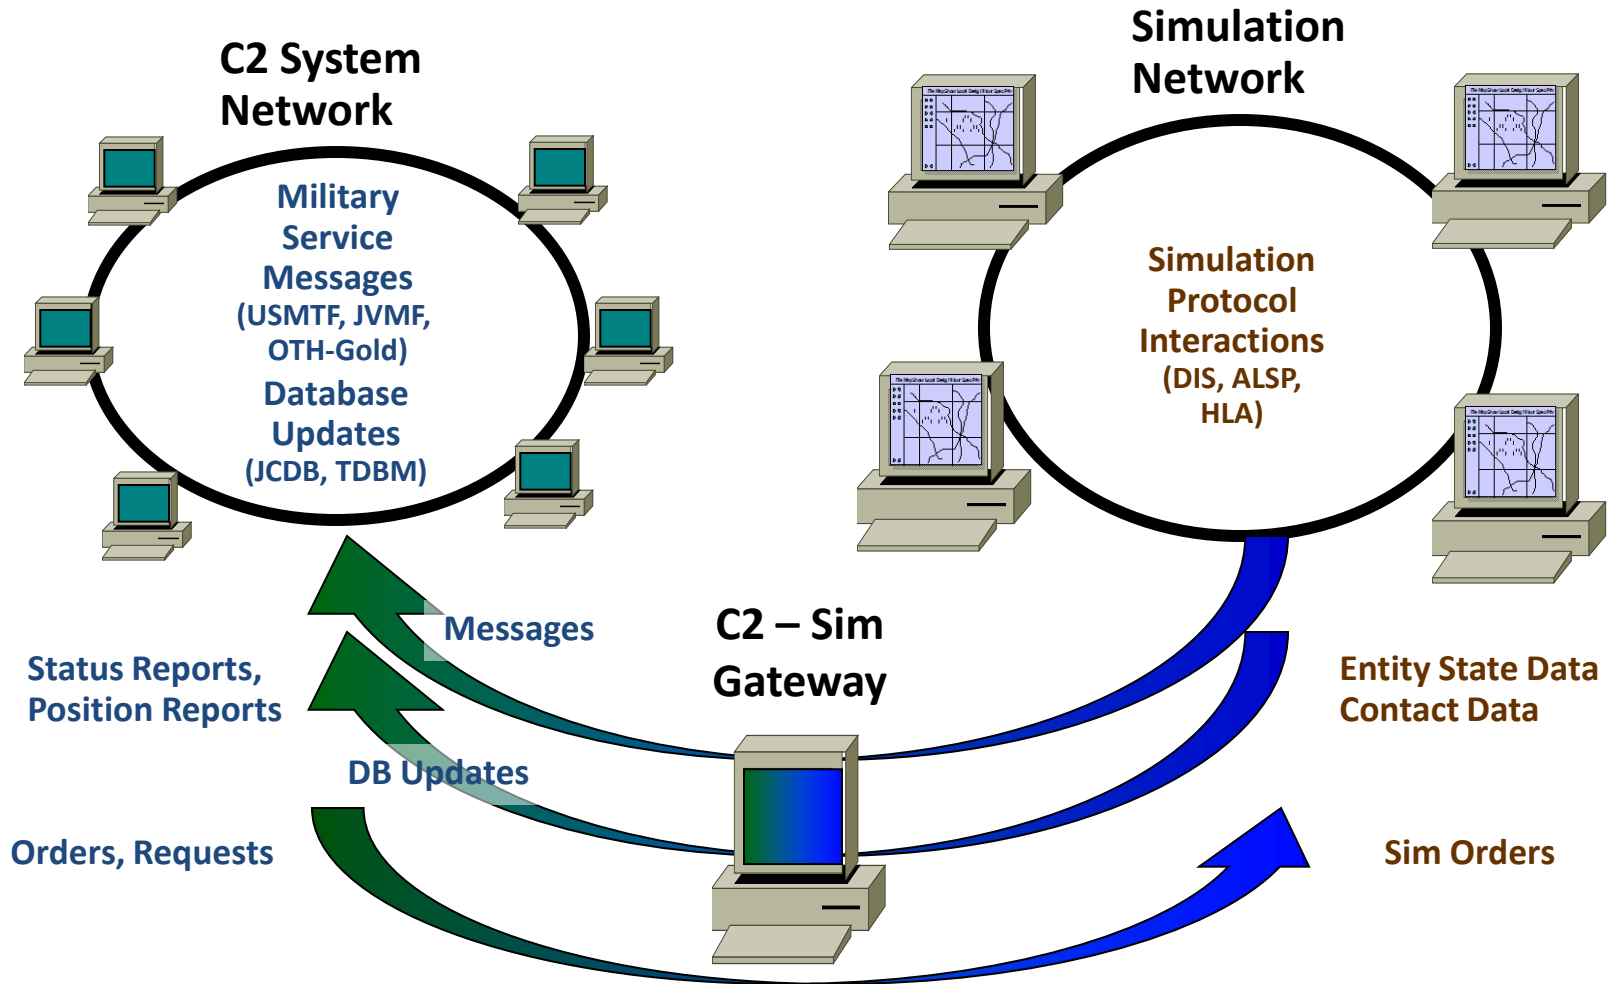 C2 System
Network
Simulation
Network
Military
Service
Messages
(USMTF, JVMF,
OTH-Gold)
Database
Updates
(JCDB, TDBM)
Simulation
Protocol
Interactions
(DIS, ALSP,
HLA)
Messages
C2 – Sim
Gateway
Status Reports,
Position Reports
Entity State Data
Contact Data
DB Updates
Orders, Requests
Sim Orders